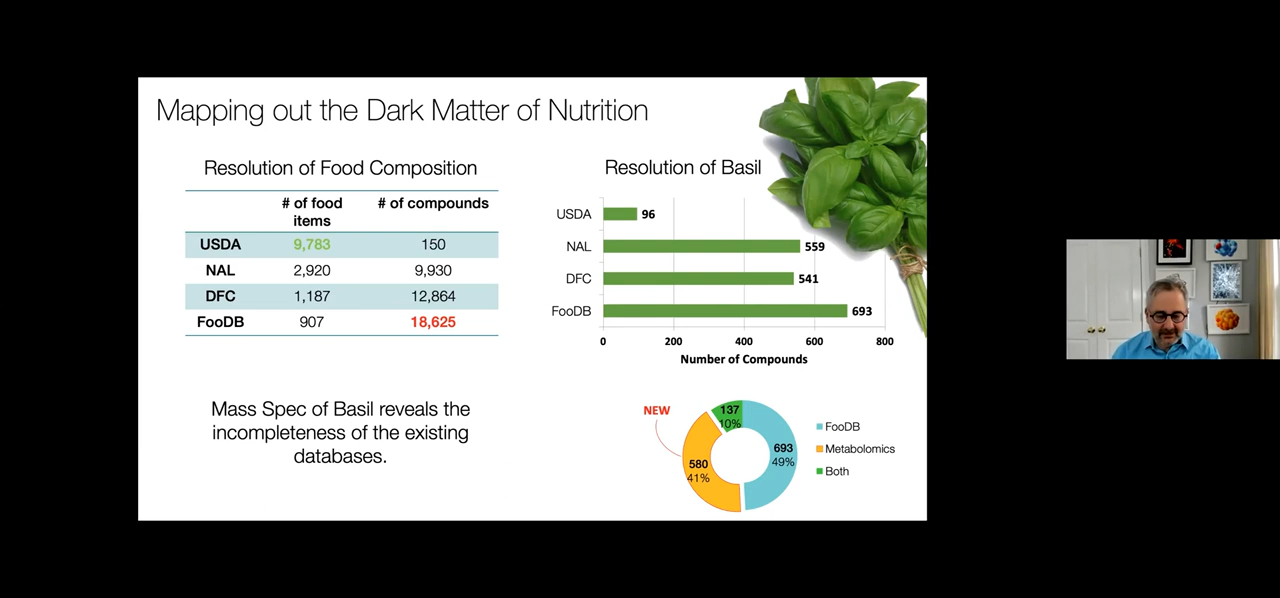 Mapping out the Dark Matter of Nutrition
Resolution of Food Composition
# of food items # of compounds
USDA 9,783 150
NAL 2,920 9,930
DFC 1,187 12,864
FooDB 907 18,625
Mass Spec of Basil reveals the
incompleteness of the existing
databases.
Resolution of Basil
USDA 96
NAL 559
DFC 541
FooDB 693
0 200 400 600 800
Number of Compounds
NEW
137
10%
693
49%
580
41%
FooDB
Metabolomics
Both